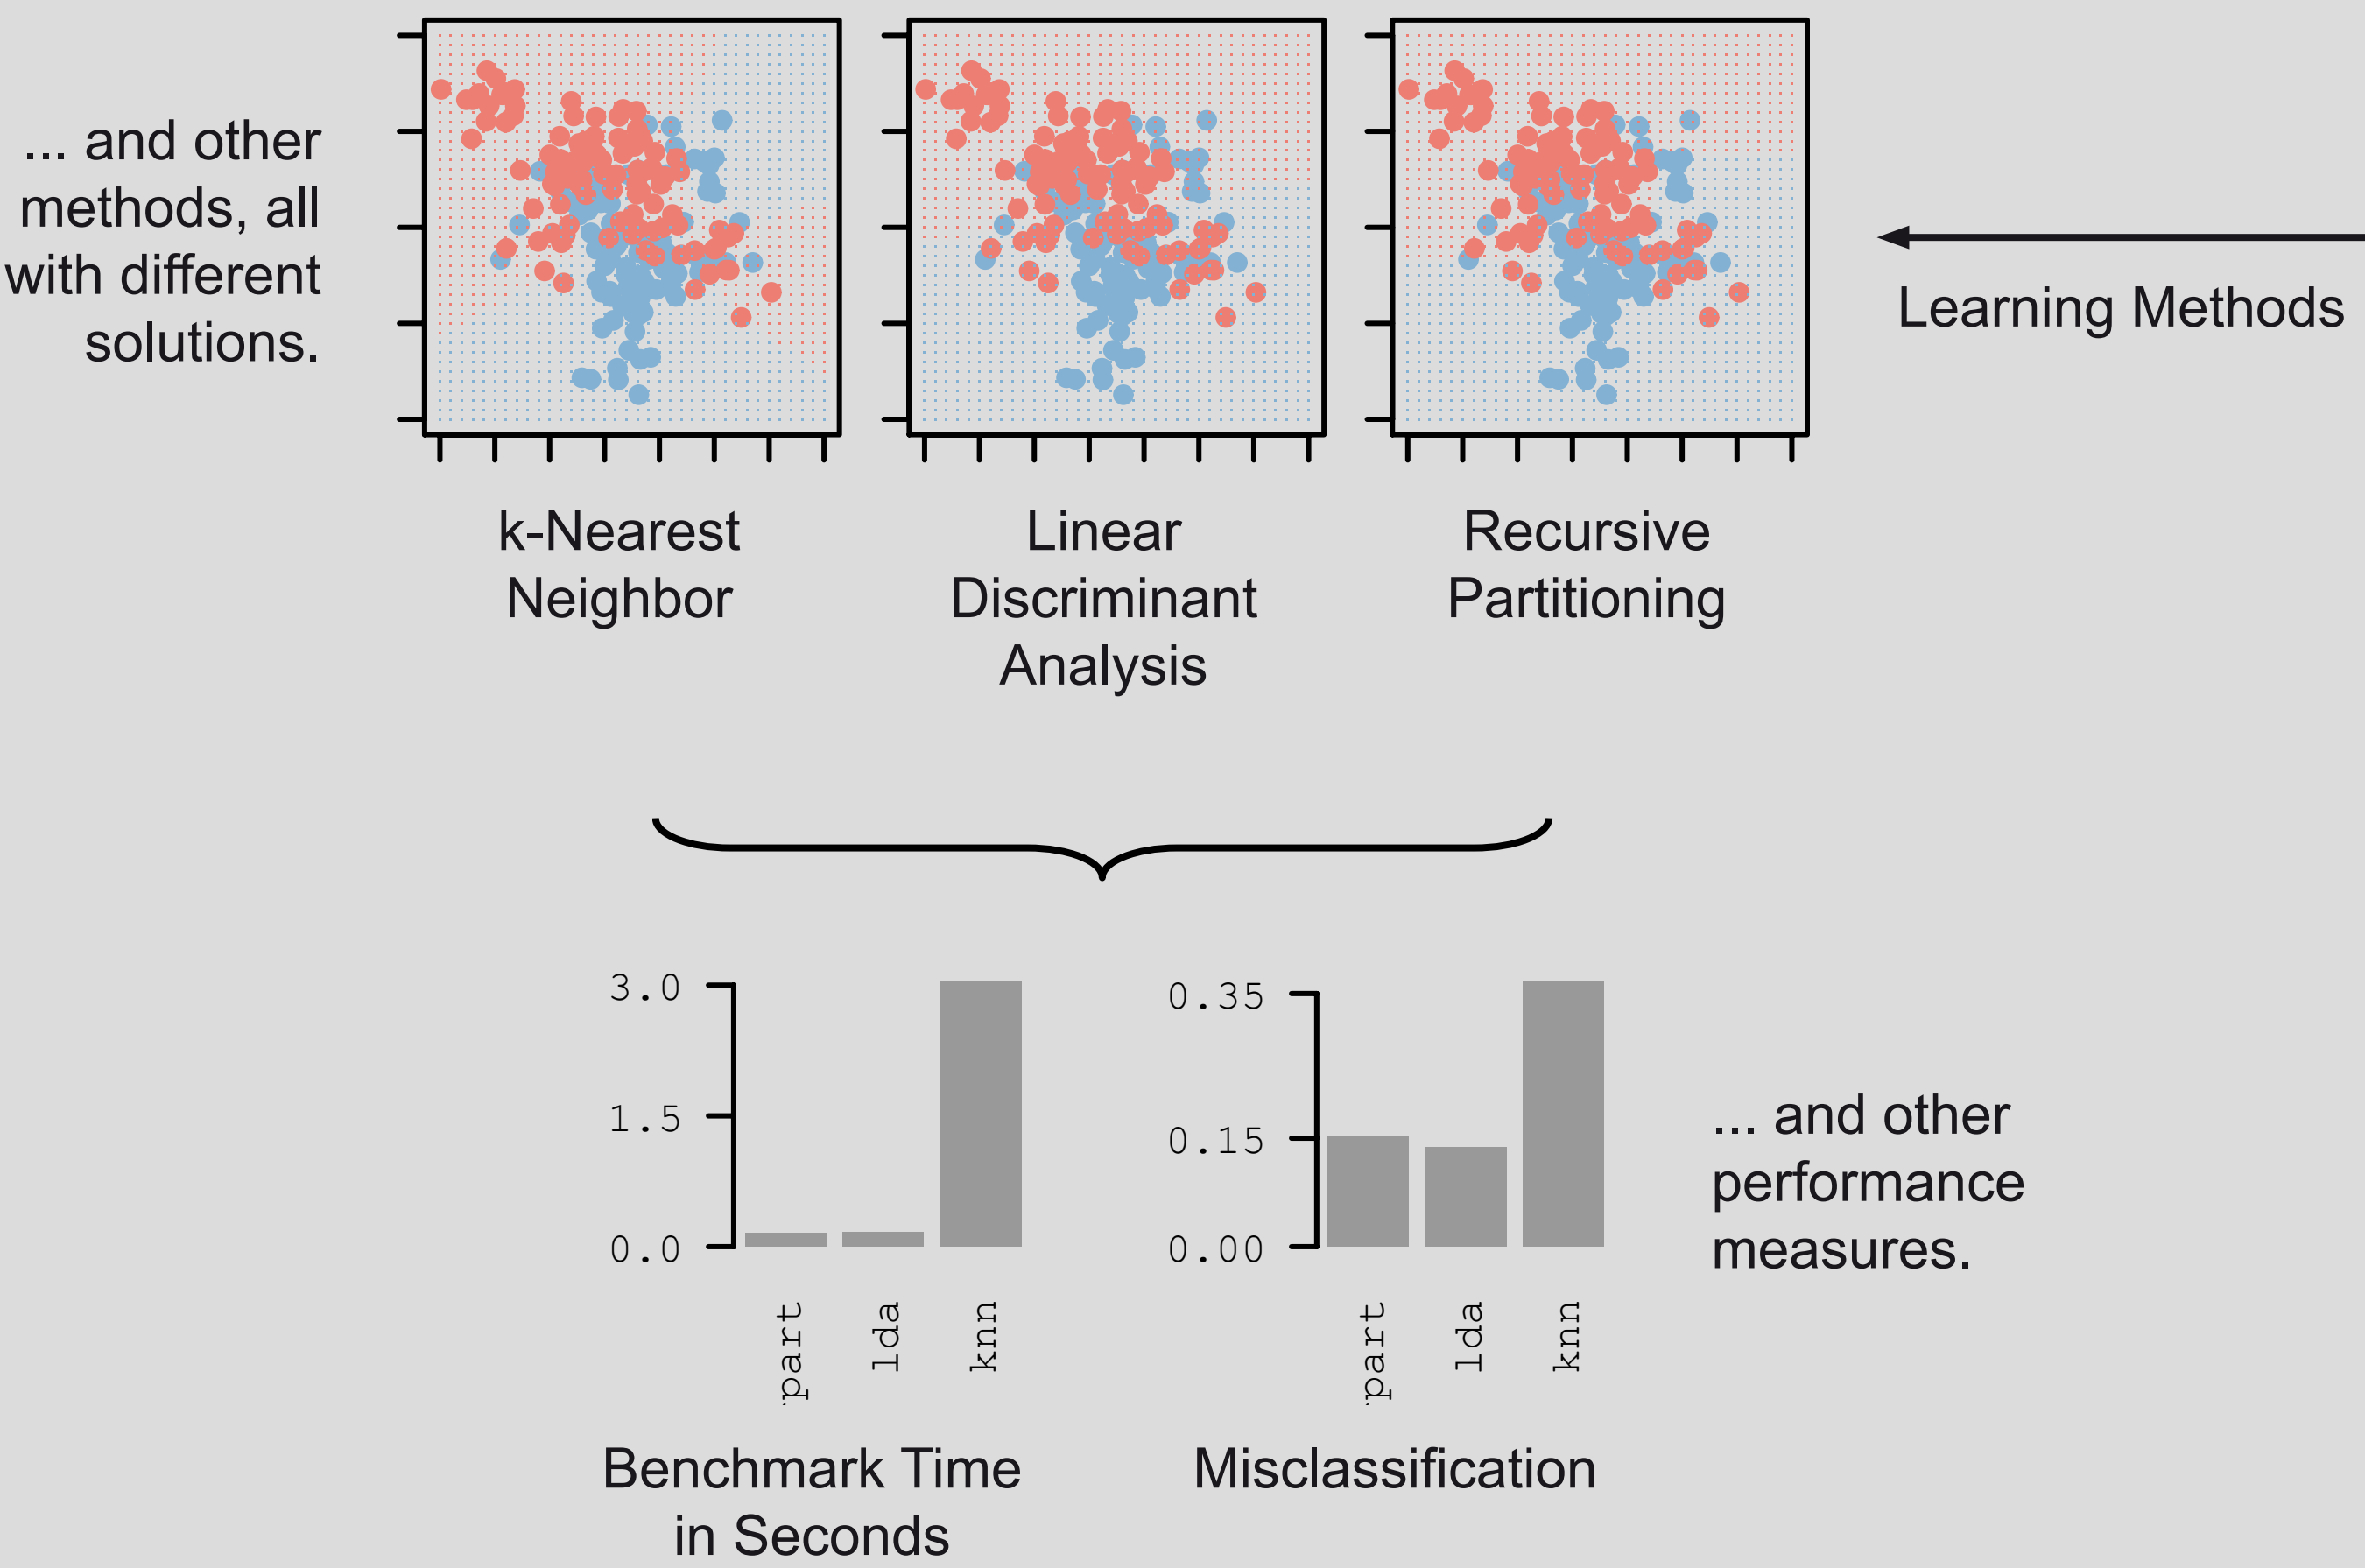 ... and other
methods, all
with different
solutions.
Learning Methods
k-Nearest
Neighbor
Linear
Discriminant
Analysis
Recursive
Partitioning
3.0
1.5
0.0
part
lda
knn
Benchmark Time
in Seconds
0.35
0.15
0.00
part
lda
knn
Misclassification
... and other
performance
measures.